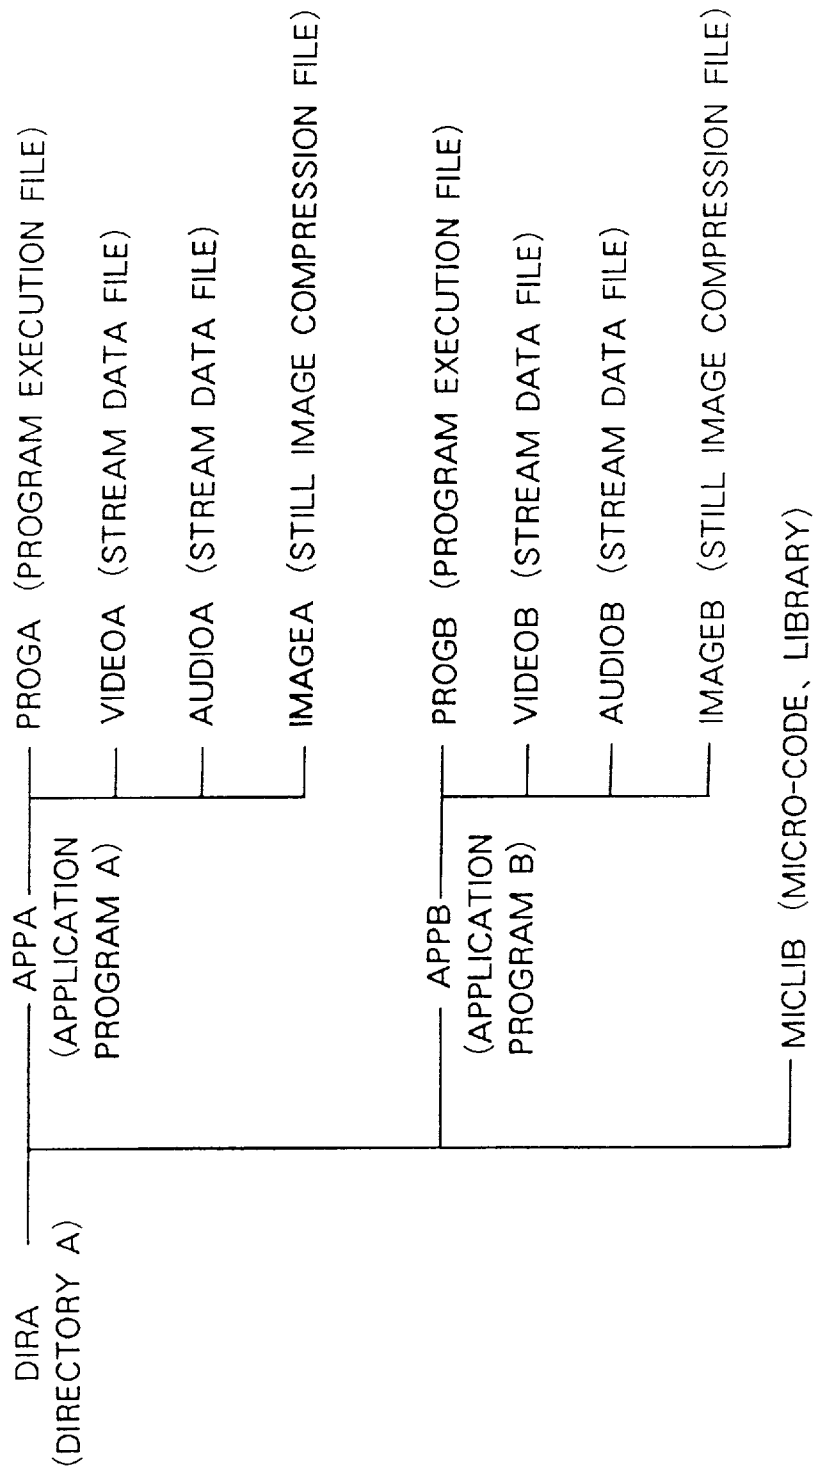 DIRA
(DIRECTORY A)
APPA
(APPLICATION
PROGRAM A)
PROGA (PROGRAM EXECUTION FILE)
VIDEOA (STREAM DATA FILE)
AUDIOA (STREAM DATA FILE)
IMAGEA (STILL IMAGE COMPRESSION FILE)
APPB
(APPLICATION
PROGRAM B)
PROGB (PROGRAM EXECUTION FILE)
VIDEOB (STREAM DATA FILE)
AUDIOB (STREAM DATA FILE)
IMAGEB (STILL IMAGE COMPRESSION FILE)
MICLIB (MICRO-CODE、LIBRARY)